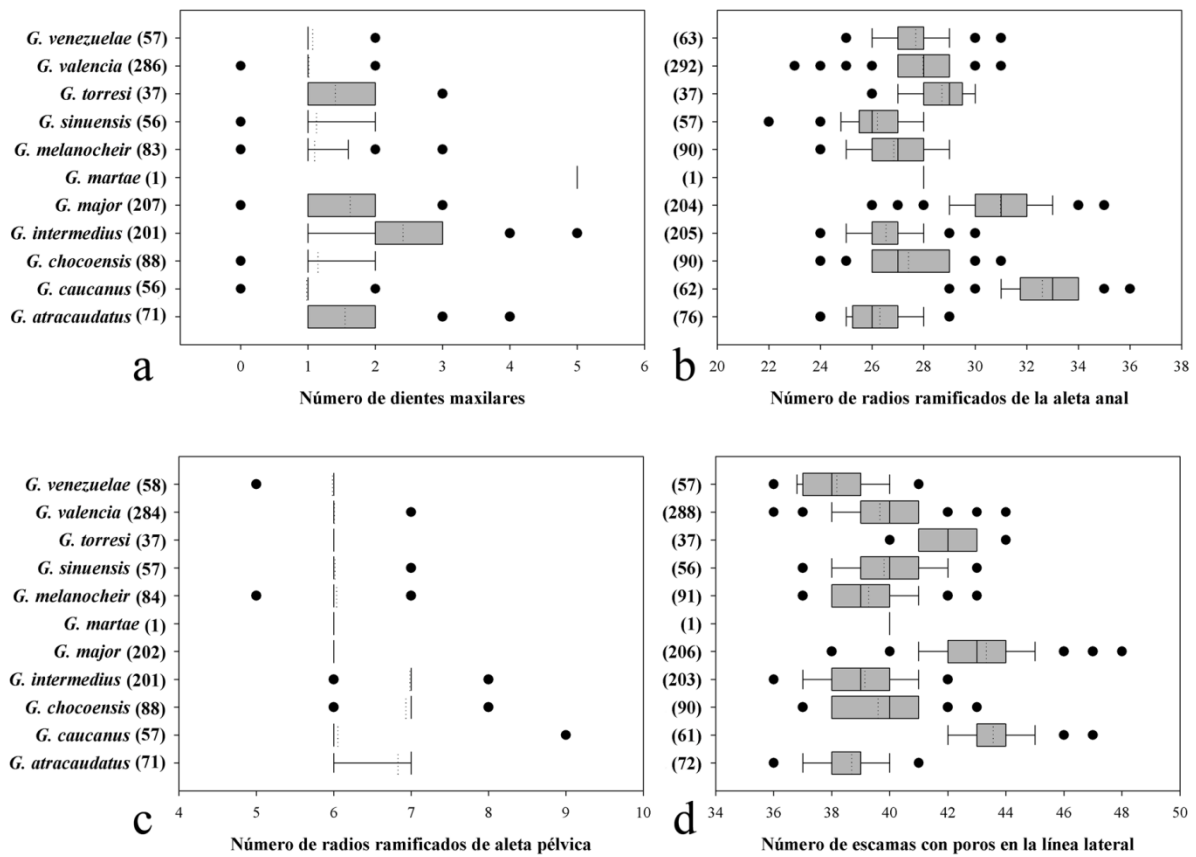 G. venezuelae (57)
G. valencia (286)
G. torresi (37)
G. sinuensis (56)
G. melanocheir (83)
G. martae (1)
G. major (207)
G. intermedius (201)
G. chocoensis (88)
G. caucanus (56)
G. atracaudatus (71)
0 1 2 3 4 5 6
a
Número de dientes maxilares
(63)
(292)
(37)
(57)
(90)
(1)
(204)
(205)
(90)
(62)
(76)
20 22 24 26 28 30 32 34 36 38
b
Número de radios ramificados de la aleta anal
G. venezuelae (58)
G. valencia (284)
G. torresi (37)
G. sinuensis (57)
G. melanocheir (84)
G. martae (1)
G. major (202)
G. intermedius (201)
G. chocoensis (88)
G. caucanus (57)
G. atracaudatus (71)
4 5 6 7 8 9 10
c
Número de radios ramificados de aleta pélvica
(57)
(288)
(37)
(56)
(91)
(1)
(206)
(203)
(90)
(61)
(72)
34 36 38 40 42 44 46 48 50
d
Número de escamas con poros en la línea lateral